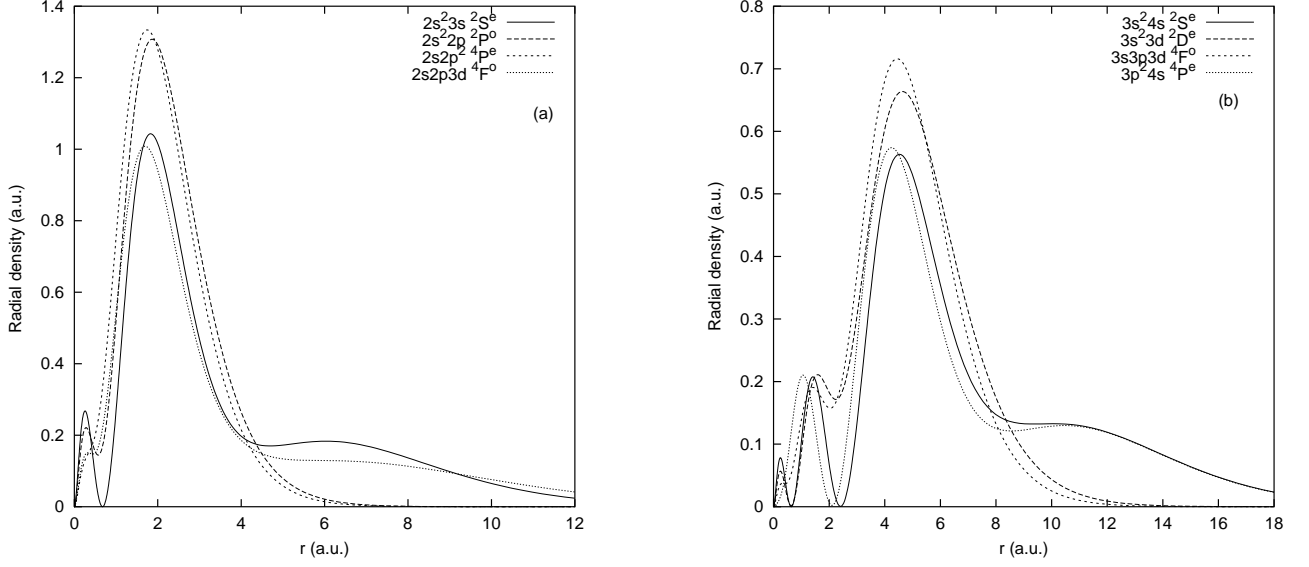 2s²3s ²Sᵉ
2s²2p ²Pᵒ
2s2p² ⁴Pᵉ
2s2p3d ⁴Fᵒ
(a)
Radial density (a.u.)
1.4
1.2
1
0.8
0.6
0.4
0.2
0
0 2 4 6 8 10 12
r (a.u.)
3s²4s ²Sᵉ
3s²3d ²Dᵉ
3s3p3d ⁴Fᵒ
3p²4s ⁴Pᵉ
(b)
Radial density (a.u.)
0.8
0.7
0.6
0.5
0.4
0.3
0.2
0.1
0
0 2 4 6 8 10 12 14 16 18
r (a.u.)